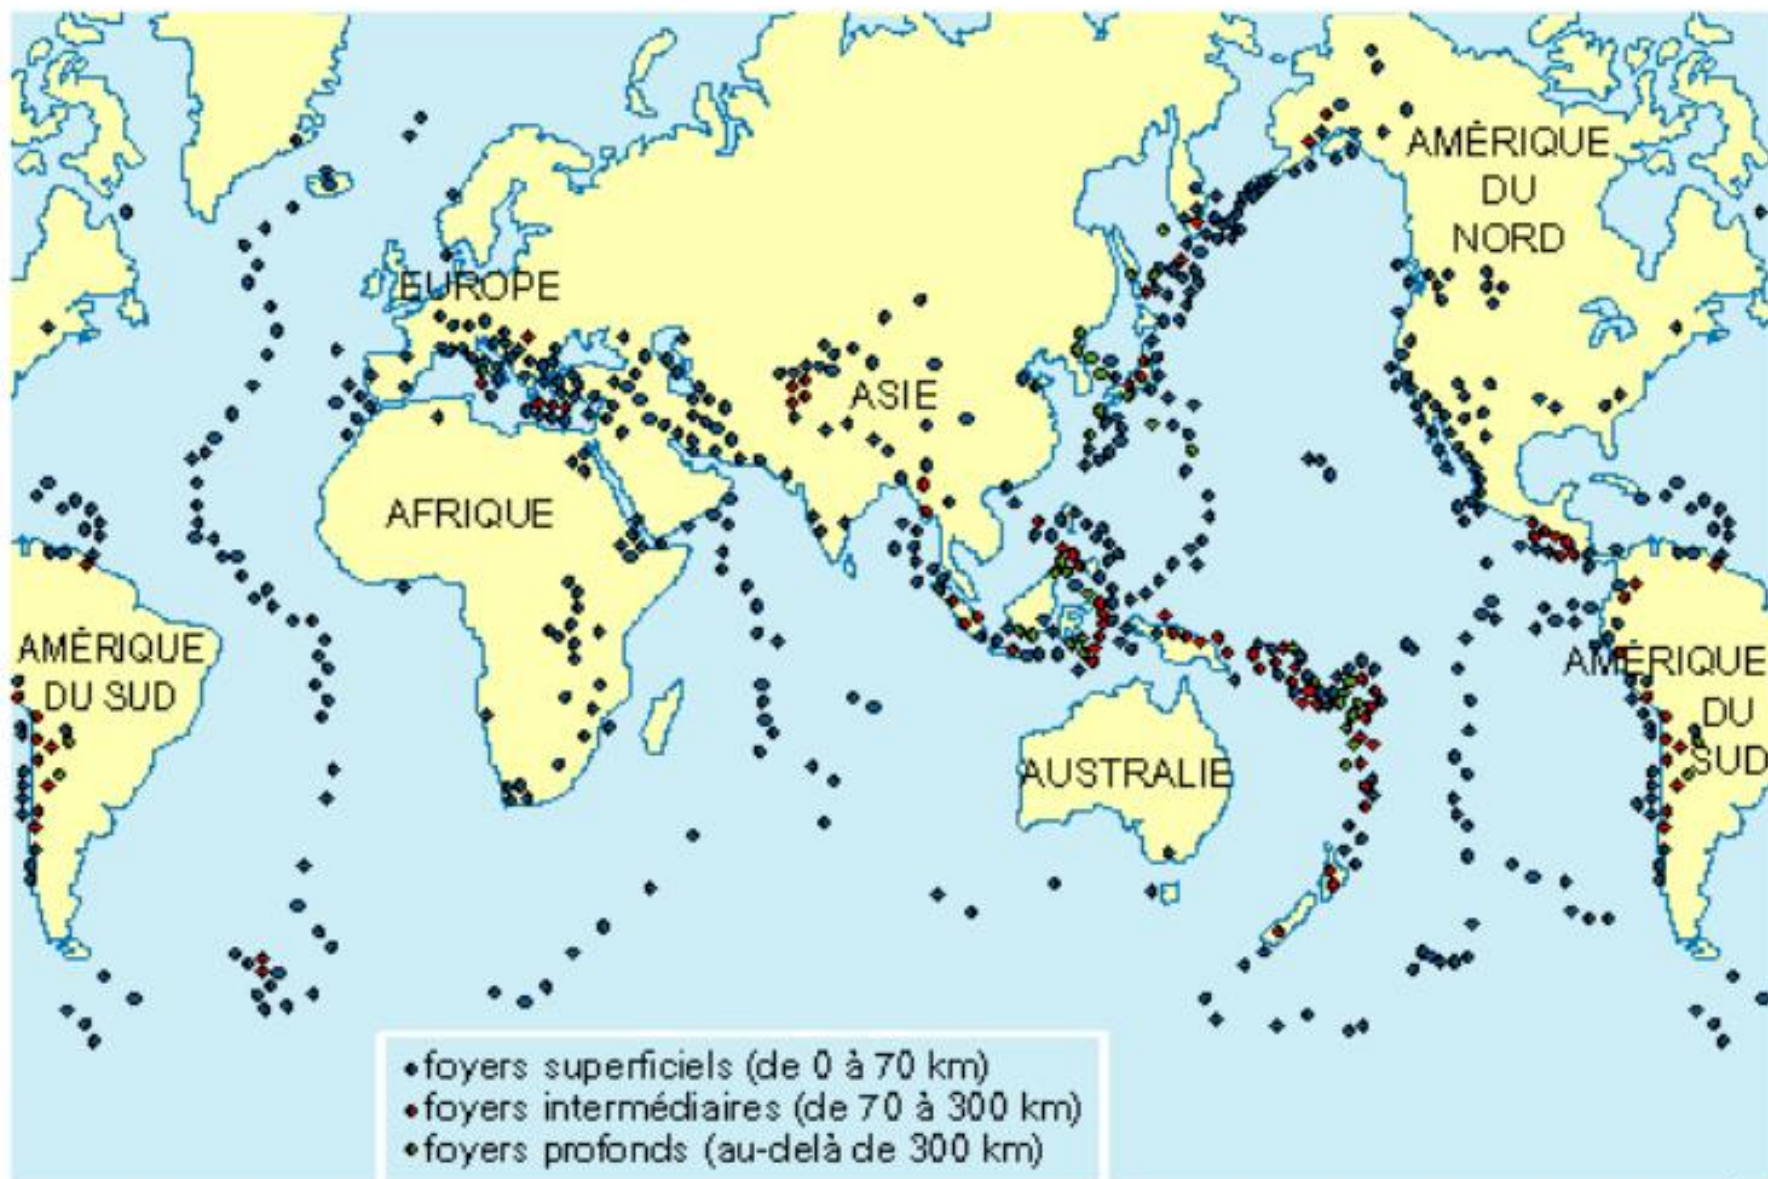 AMÉRIQUE
DU
NORD
EUROPE
ASIE
AFRIQUE
AMÉRIQUE
DU SUD
AMÉRIQUE
DU
SUD
AUSTRALIE
foyers superficiels (de 0 à 70 km)
foyers intermédiaires (de 70 à 300 km)
foyers profonds (au-delà de 300 km)